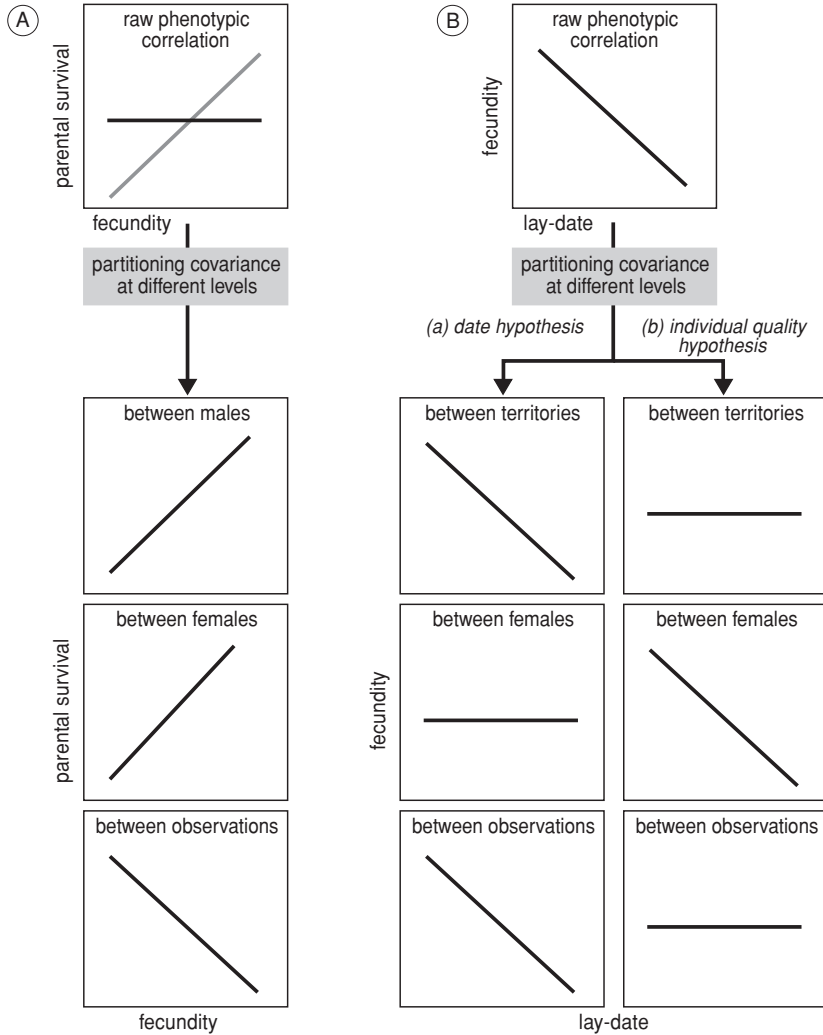 A
raw phenotypic
correlation
parental survival
fecundity
partitioning covariance
at different levels
between males
between females
parental survival
between observations
fecundity
B
raw phenotypic
correlation
fecundity
lay-date
partitioning covariance
at different levels
(a) date hypothesis
(b) individual quality
hypothesis
between territories
between territories
between females
between females
fecundity
between observations
between observations
lay-date